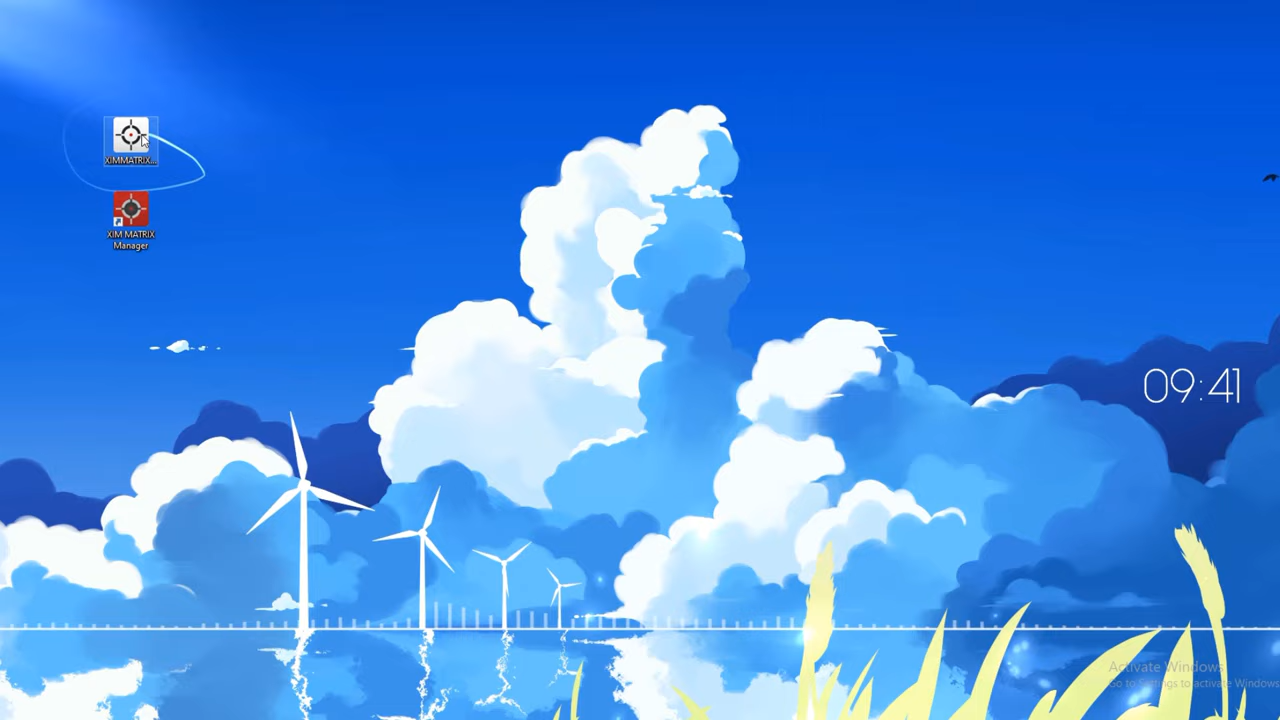 XIMMATRIX...
XIM MATRIX
Manager
09:41
Activate Windows
Go to Settings to activate Windows